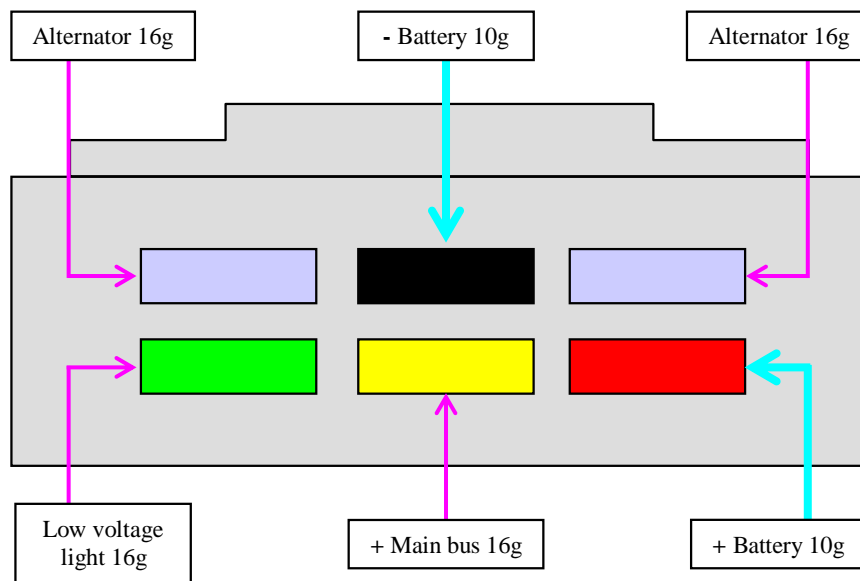 Alternator 16g
- Battery 10g
Alternator 16g
Low voltage
light 16g
+ Main bus 16g
+ Battery 10g